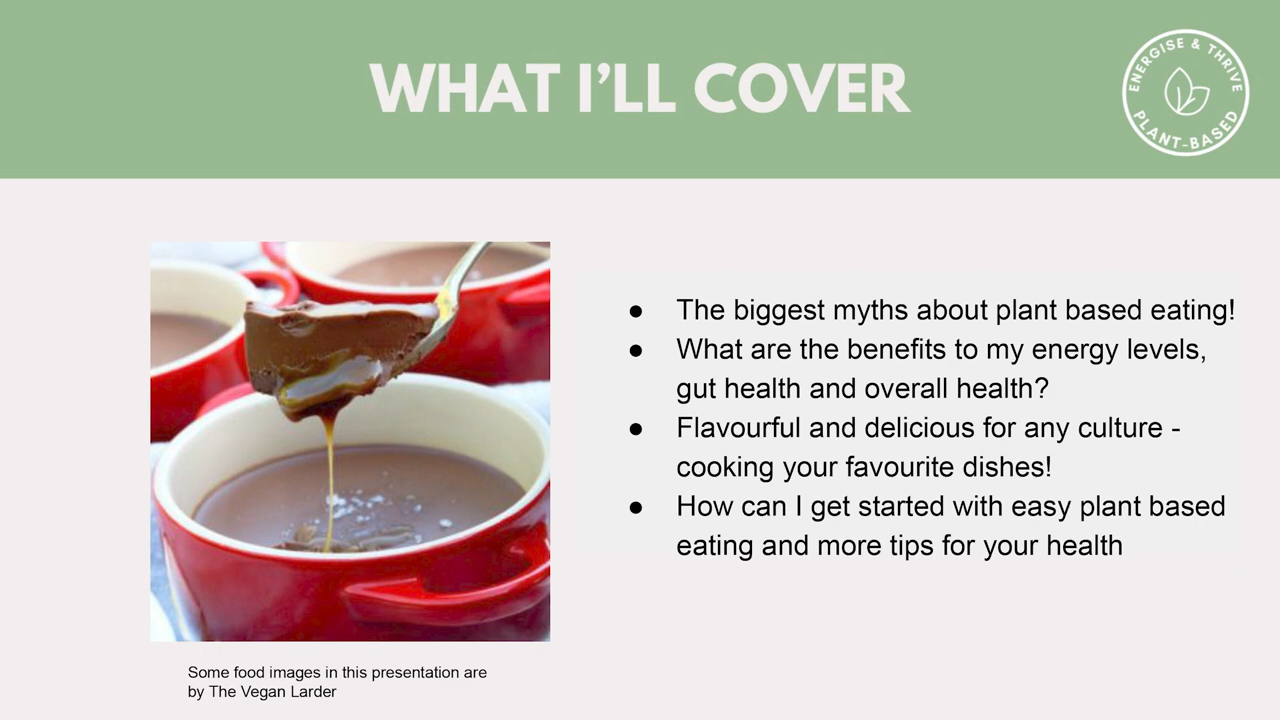 WHAT I’LL COVER
ENERGISE & THRIVE
PLANT-BASED
● The biggest myths about plant based eating!
● What are the benefits to my energy levels,
gut health and overall health?
● Flavourful and delicious for any culture -
cooking your favourite dishes!
● How can I get started with easy plant based
eating and more tips for your health
Some food images in this presentation are
by The Vegan Larder